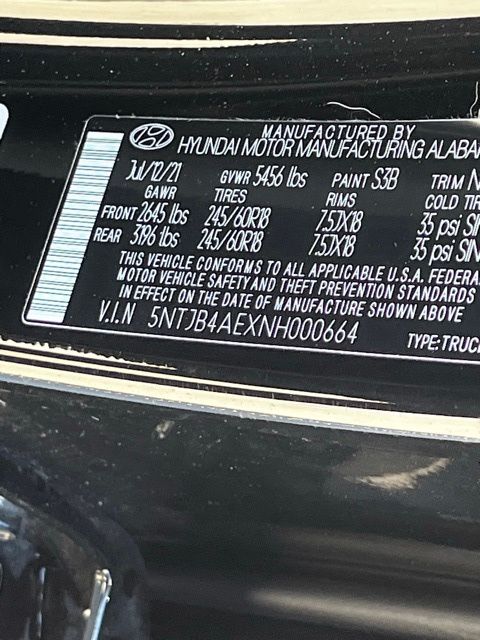 MANUFACTURED BY
HYUNDAI MOTOR MANUFACTURING ALABA
Jul/12/21 GVWR 5456 lbs PAINT S3B TRIM N
GAWR TIRES RIMS COLD TIR
FRONT 2645 lbs 245/60R18 7.5JX18 35 psi SIN
REAR 3196 lbs 245/60R18 7.5JX18 35 psi SIN
THIS VEHICLE CONFORMS TO ALL APPLICABLE U.S.A. FEDERA
MOTOR VEHICLE SAFETY AND THEFT PREVENTION STANDARDS
IN EFFECT ON THE DATE OF MANUFACTURE SHOWN ABOVE
V.I.N 5NTJB4AEXNH000664
TYPE:TRUC